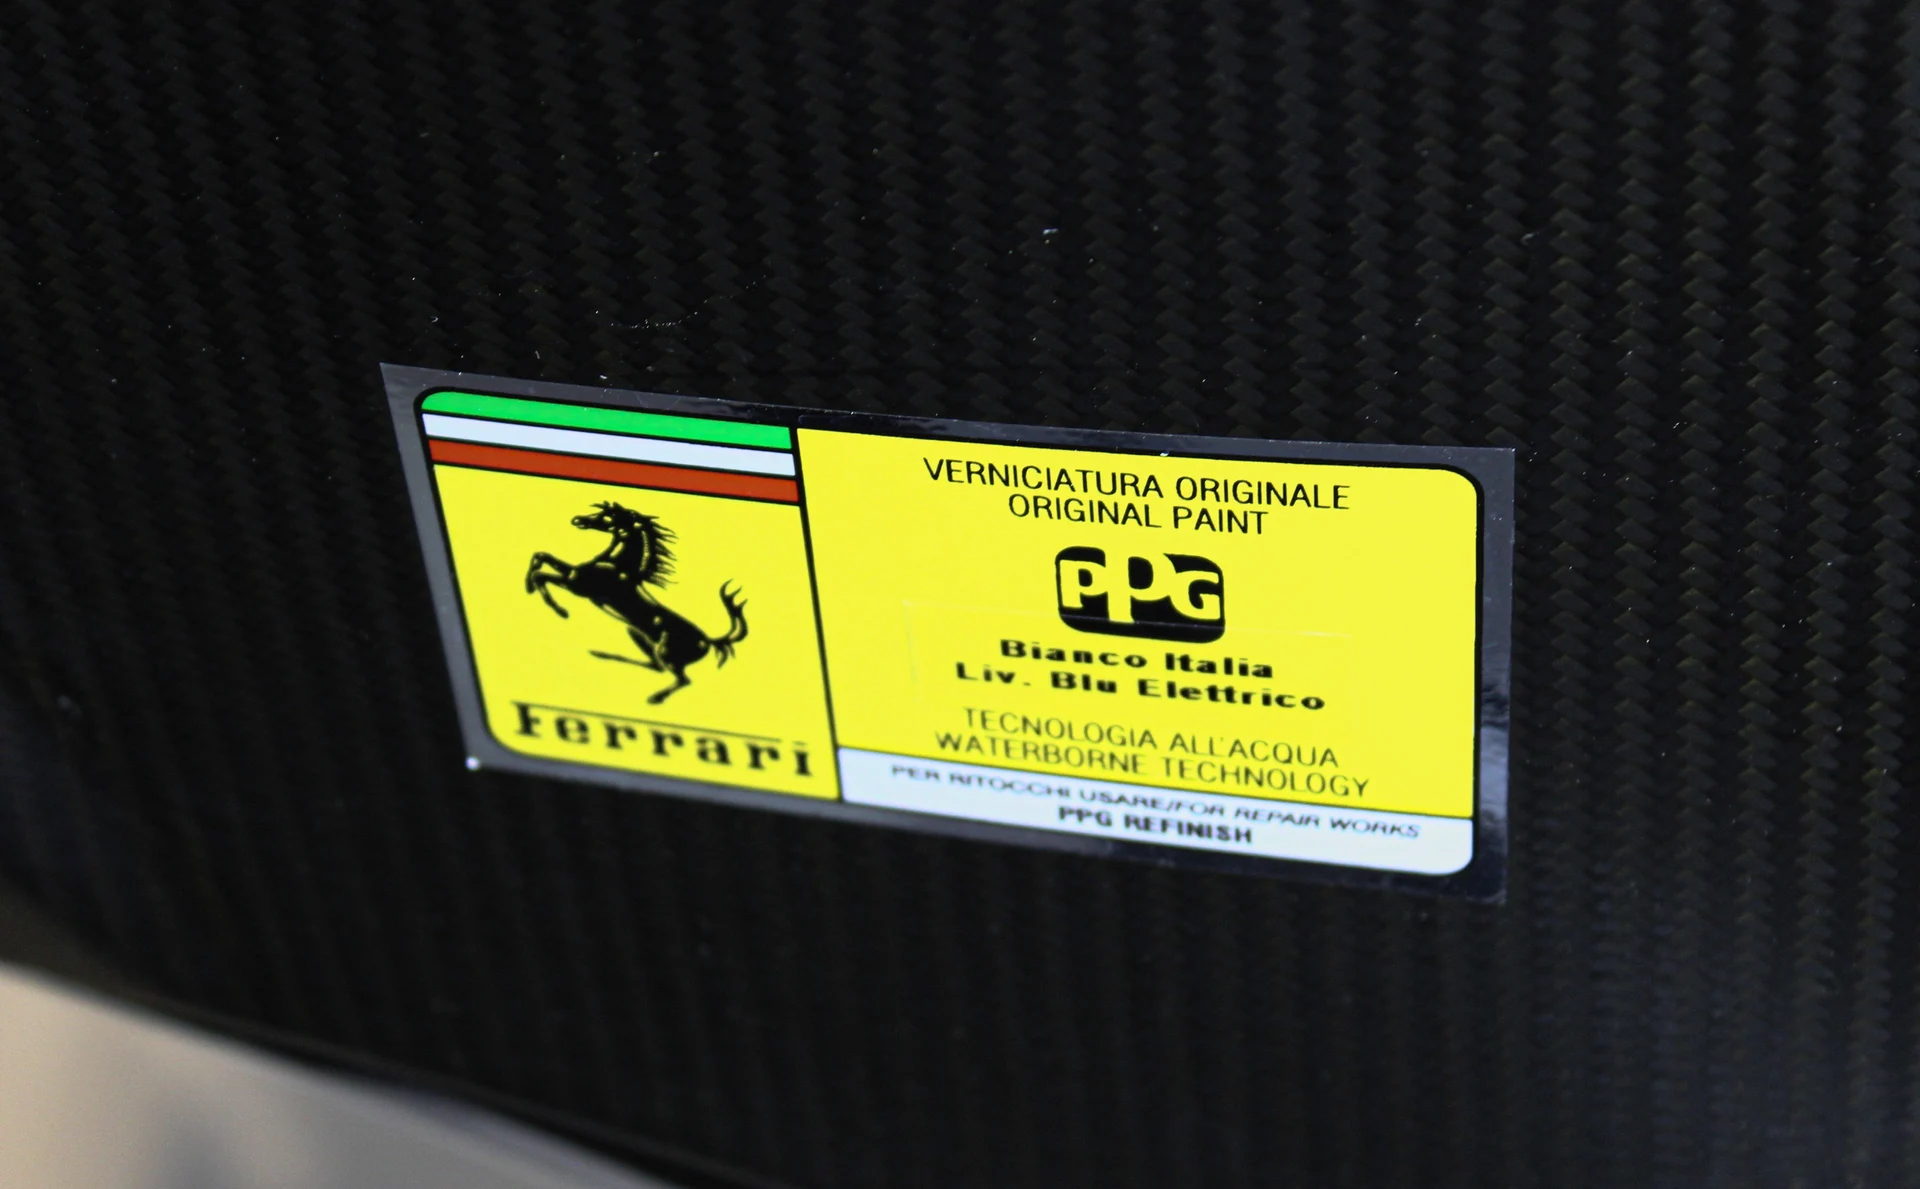 Ferrari
VERNICIATURA ORIGINALE
ORIGINAL PAINT
PPG
Bianco Italia
Liv. Blu Elettrico
TECNOLOGIA ALL'ACQUA
WATERBORNE TECHNOLOGY
PER RITOCCHI USARE/FOR REPAIR WORKS
PPG REFINISH